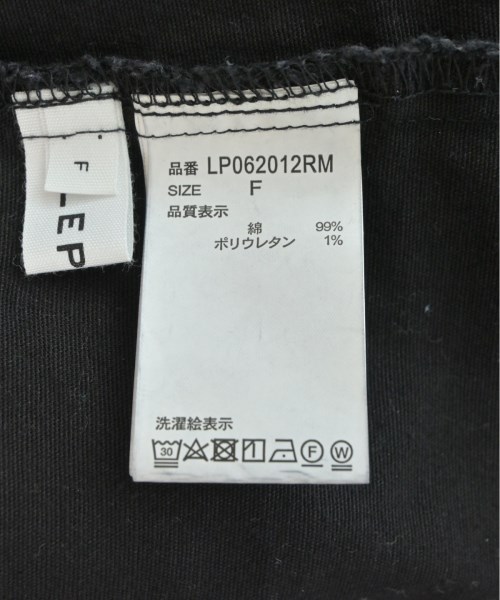 品番 LP062012RM
SIZE F
品質表示
綿 99%
ポリウレタン 1%
洗濯絵表示
30 F W
F
LEP